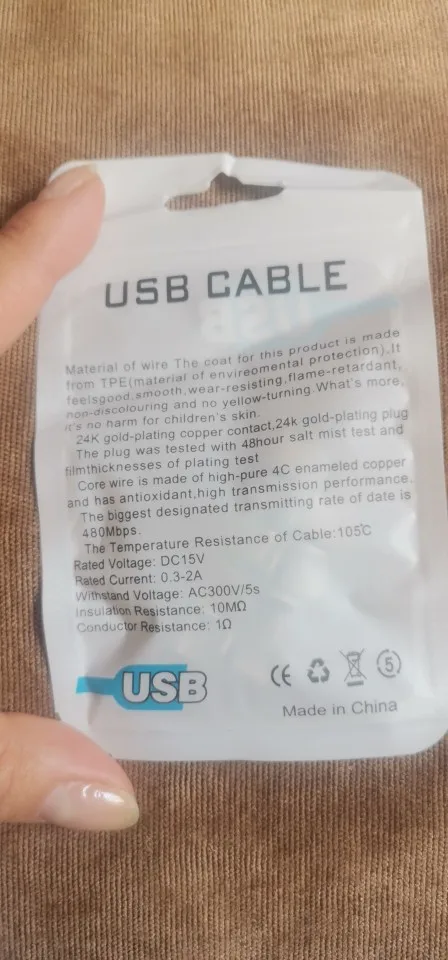 USB CABLE
Material of wire The coat for this product is made
from TPE(material of envireomental protection).It
feelsgood,smooth,wear-resisting,flame-retardant,
non-discolouring and no yellow-turning.What's more,
it's no harm for children's skin.
24K gold-plating copper contact,24k gold-plating plug
The plug was tested with 48hour salt mist test and
filmthicknesses of plating test
Core wire is made of high-pure 4C enameled copper
and has antioxidant,high transmission performance.
The biggest designated transmitting rate of date is
480Mbps.
The Temperature Resistance of Cable:105℃
Rated Voltage: DC15V
Rated Current: 0.3-2A
Withstand Voltage: AC300V/5s
Insulation Resistance: 10MΩ
Conductor Resistance: 1Ω
USB
CE 5
Made in China